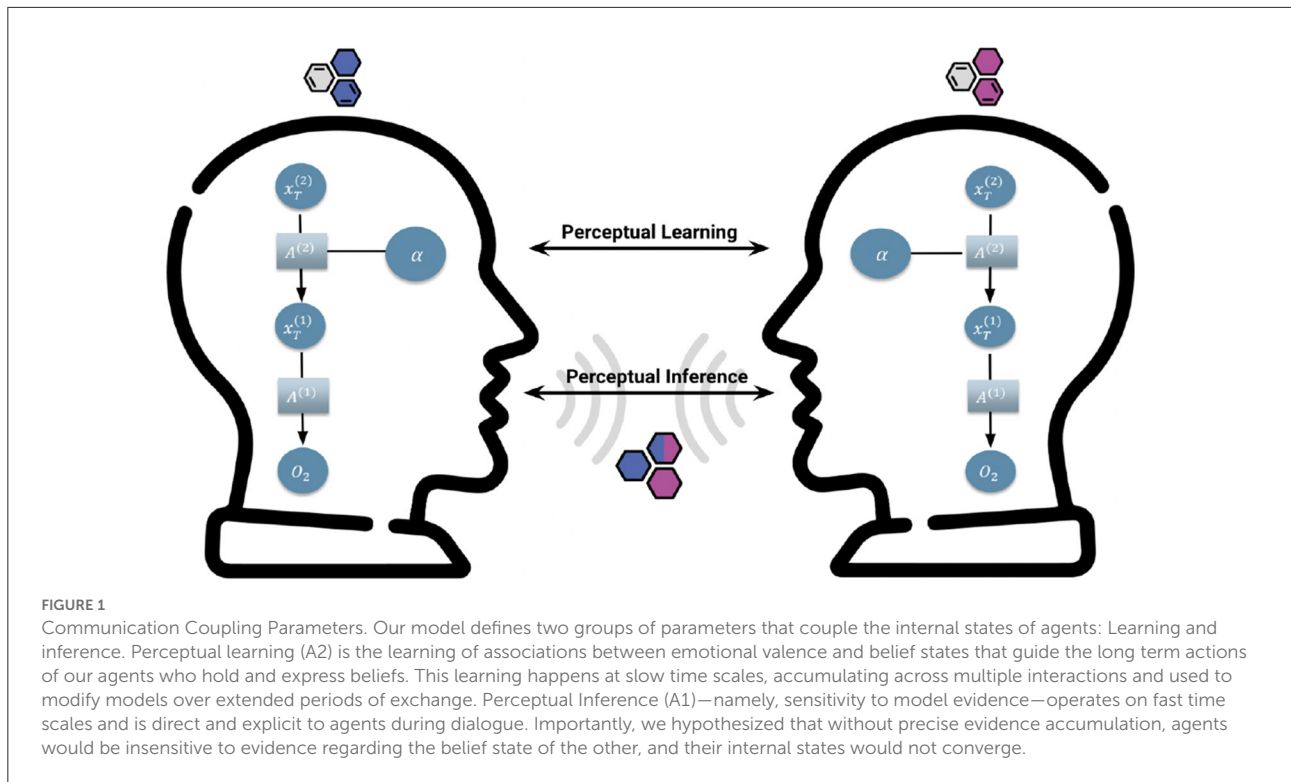 x_T^(2)
x_T^(2)
Perceptual Learning
A^(2)
α
α
A^(2)
x_T^(1)
x_T^(1)
Perceptual Inference
A^(1)
A^(1)
O_2
O_2
FIGURE 1
Communication Coupling Parameters. Our model defines two groups of parameters that couple the internal states of agents: Learning and
inference. Perceptual learning (A2) is the learning of associations between emotional valence and belief states that guide the long term actions
of our agents who hold and express beliefs. This learning happens at slow time scales, accumulating across multiple interactions and used to
modify models over extended periods of exchange. Perceptual Inference (A1)—namely, sensitivity to model evidence—operates on fast time
scales and is direct and explicit to agents during dialogue. Importantly, we hypothesized that without precise evidence accumulation, agents
would be insensitive to evidence regarding the belief state of the other, and their internal states would not converge.